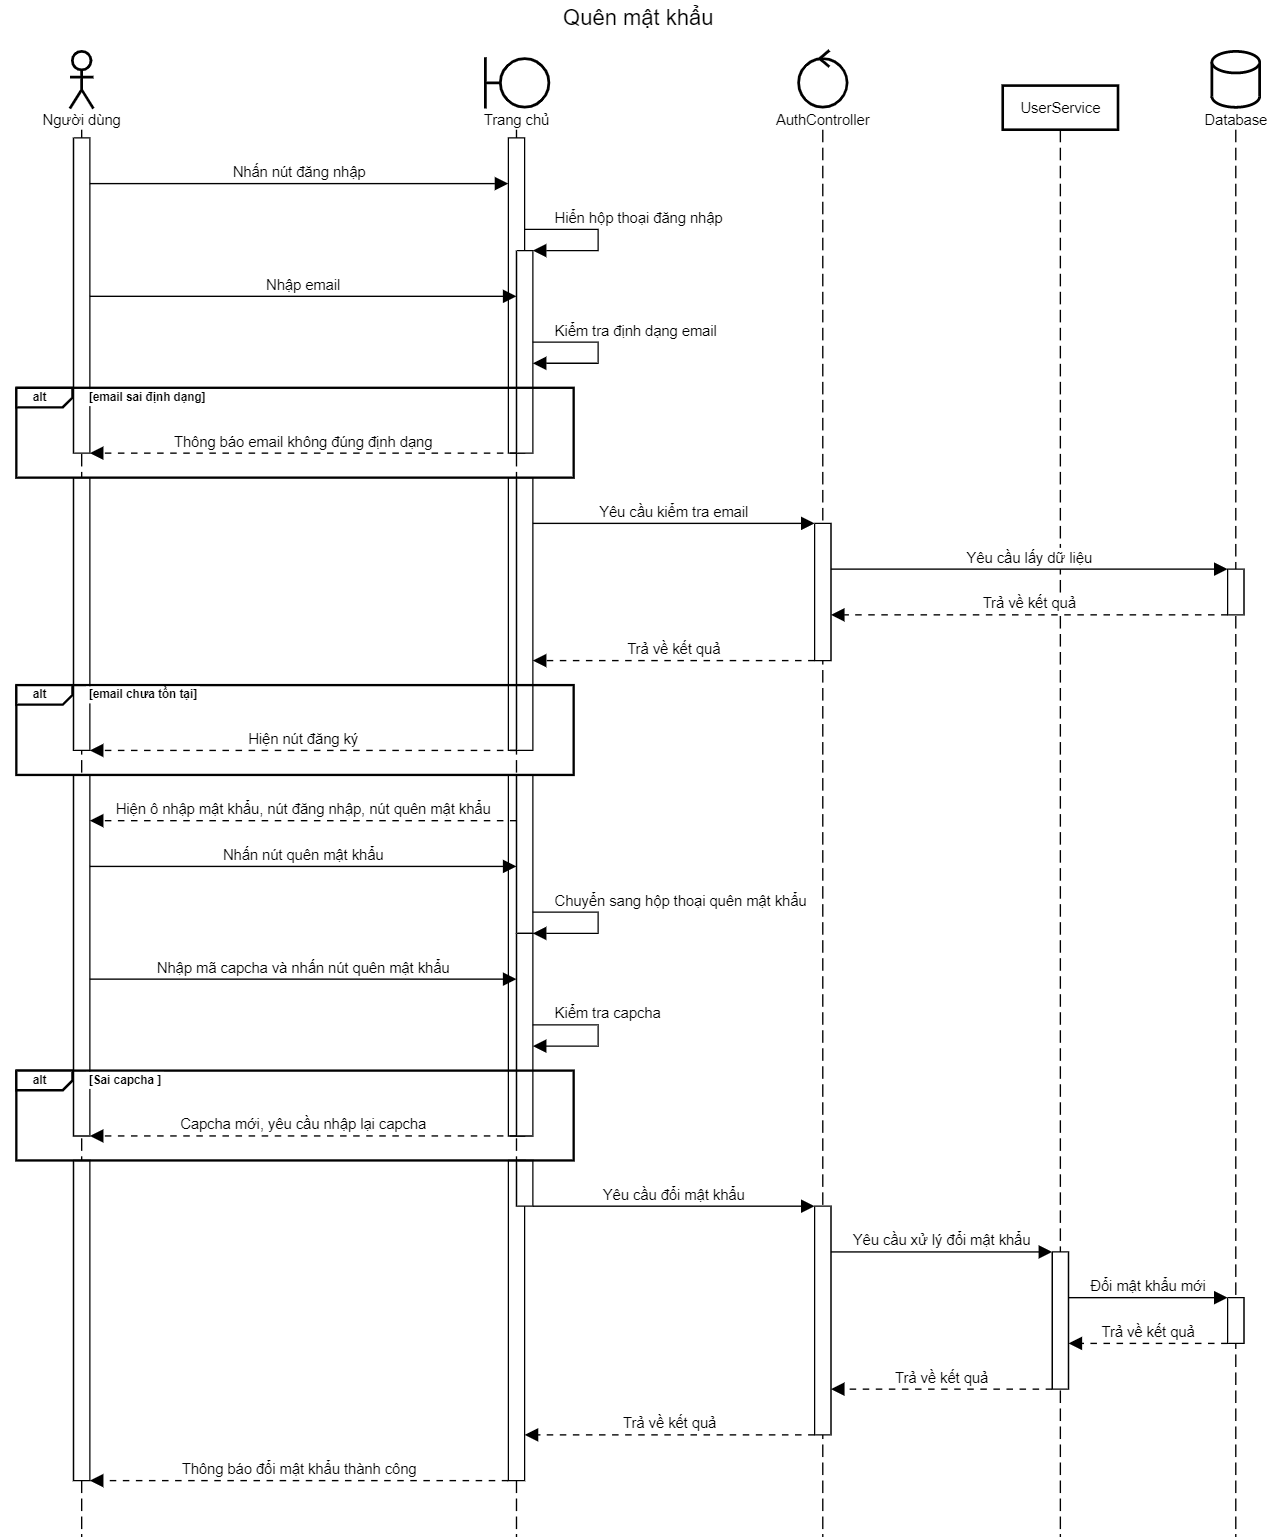 Quên mật khẩu
Người dùng
Trang chủ
AuthController
UserService
Database
Nhấn nút đăng nhập
Hiển hộp thoại đăng nhập
Nhập email
Kiểm tra định dạng email
alt
[email sai định dạng]
Thông báo email không đúng định dạng
Yêu cầu kiểm tra email
Yêu cầu lấy dữ liệu
Trả về kết quả
Trả về kết quả
alt
[email chưa tồn tại]
Hiện nút đăng ký
Hiện ô nhập mật khẩu, nút đăng nhập, nút quên mật khẩu
Nhấn nút quên mật khẩu
Chuyển sang hộp thoại quên mật khẩu
Nhập mã capcha và nhấn nút quên mật khẩu
Kiểm tra capcha
alt
[Sai capcha ]
Capcha mới, yêu cầu nhập lại capcha
Yêu cầu đổi mật khẩu
Yêu cầu xử lý đổi mật khẩu
Đổi mật khẩu mới
Trả về kết quả
Trả về kết quả
Trả về kết quả
Thông báo đổi mật khẩu thành công